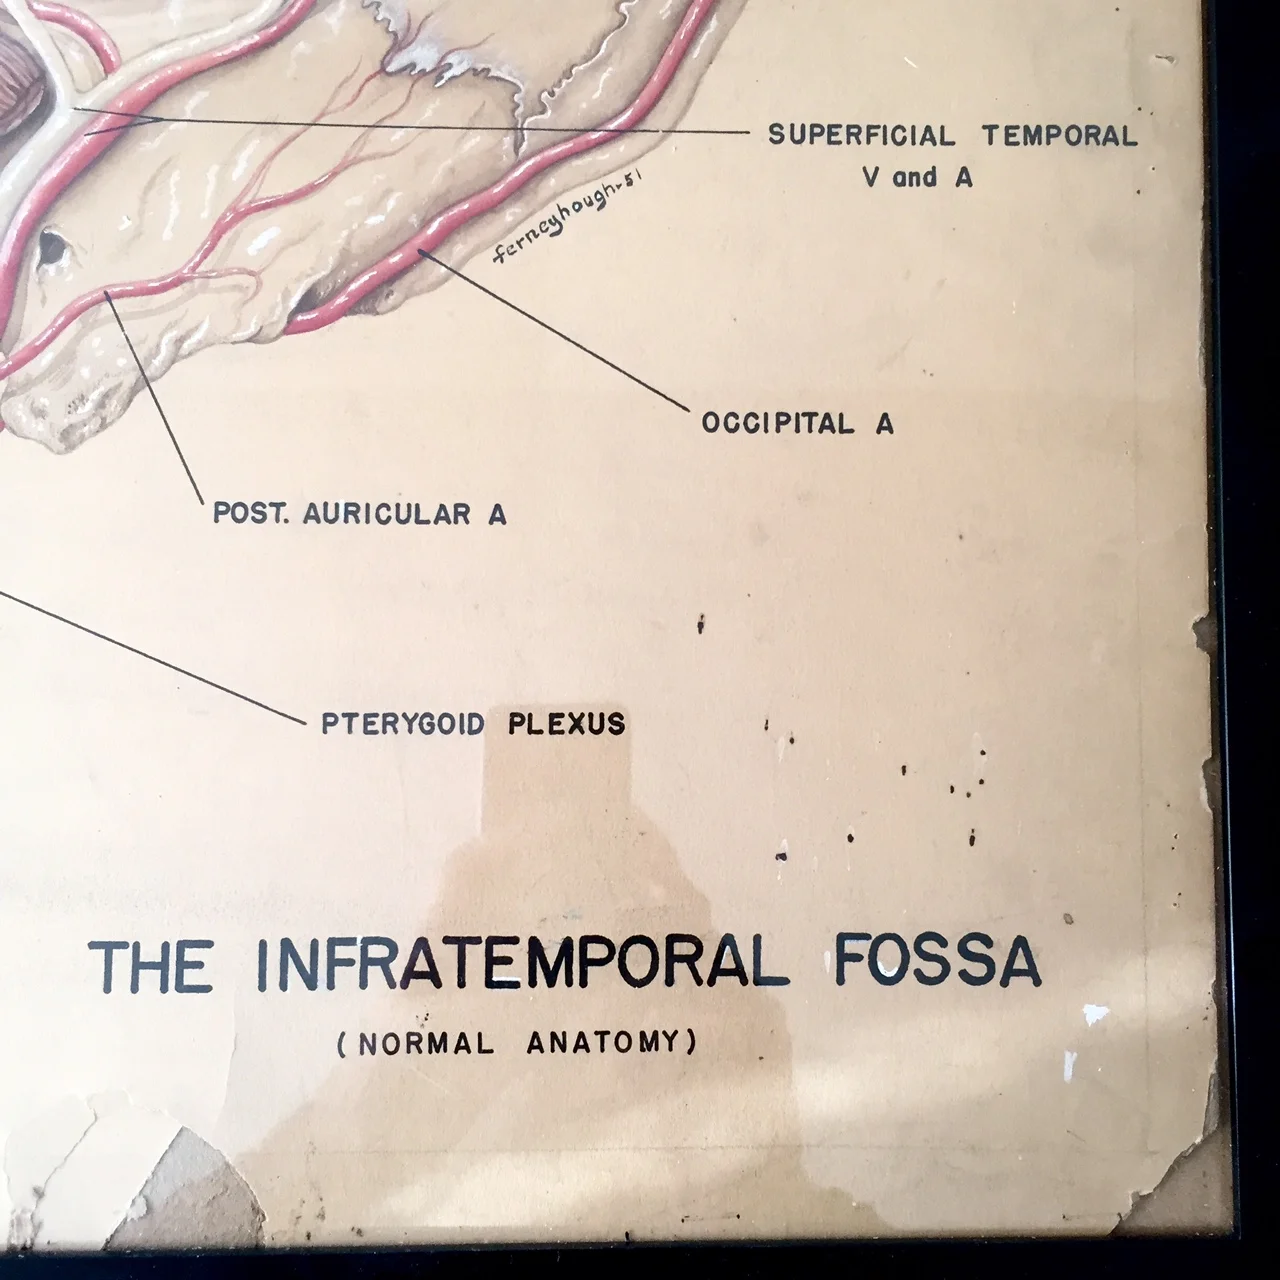 SUPERFICIAL TEMPORAL
V and A
ferneyhough-51
OCCIPITAL A
POST. AURICULAR A
PTERYGOID PLEXUS
THE INFRATEMPORAL FOSSA
(NORMAL ANATOMY)